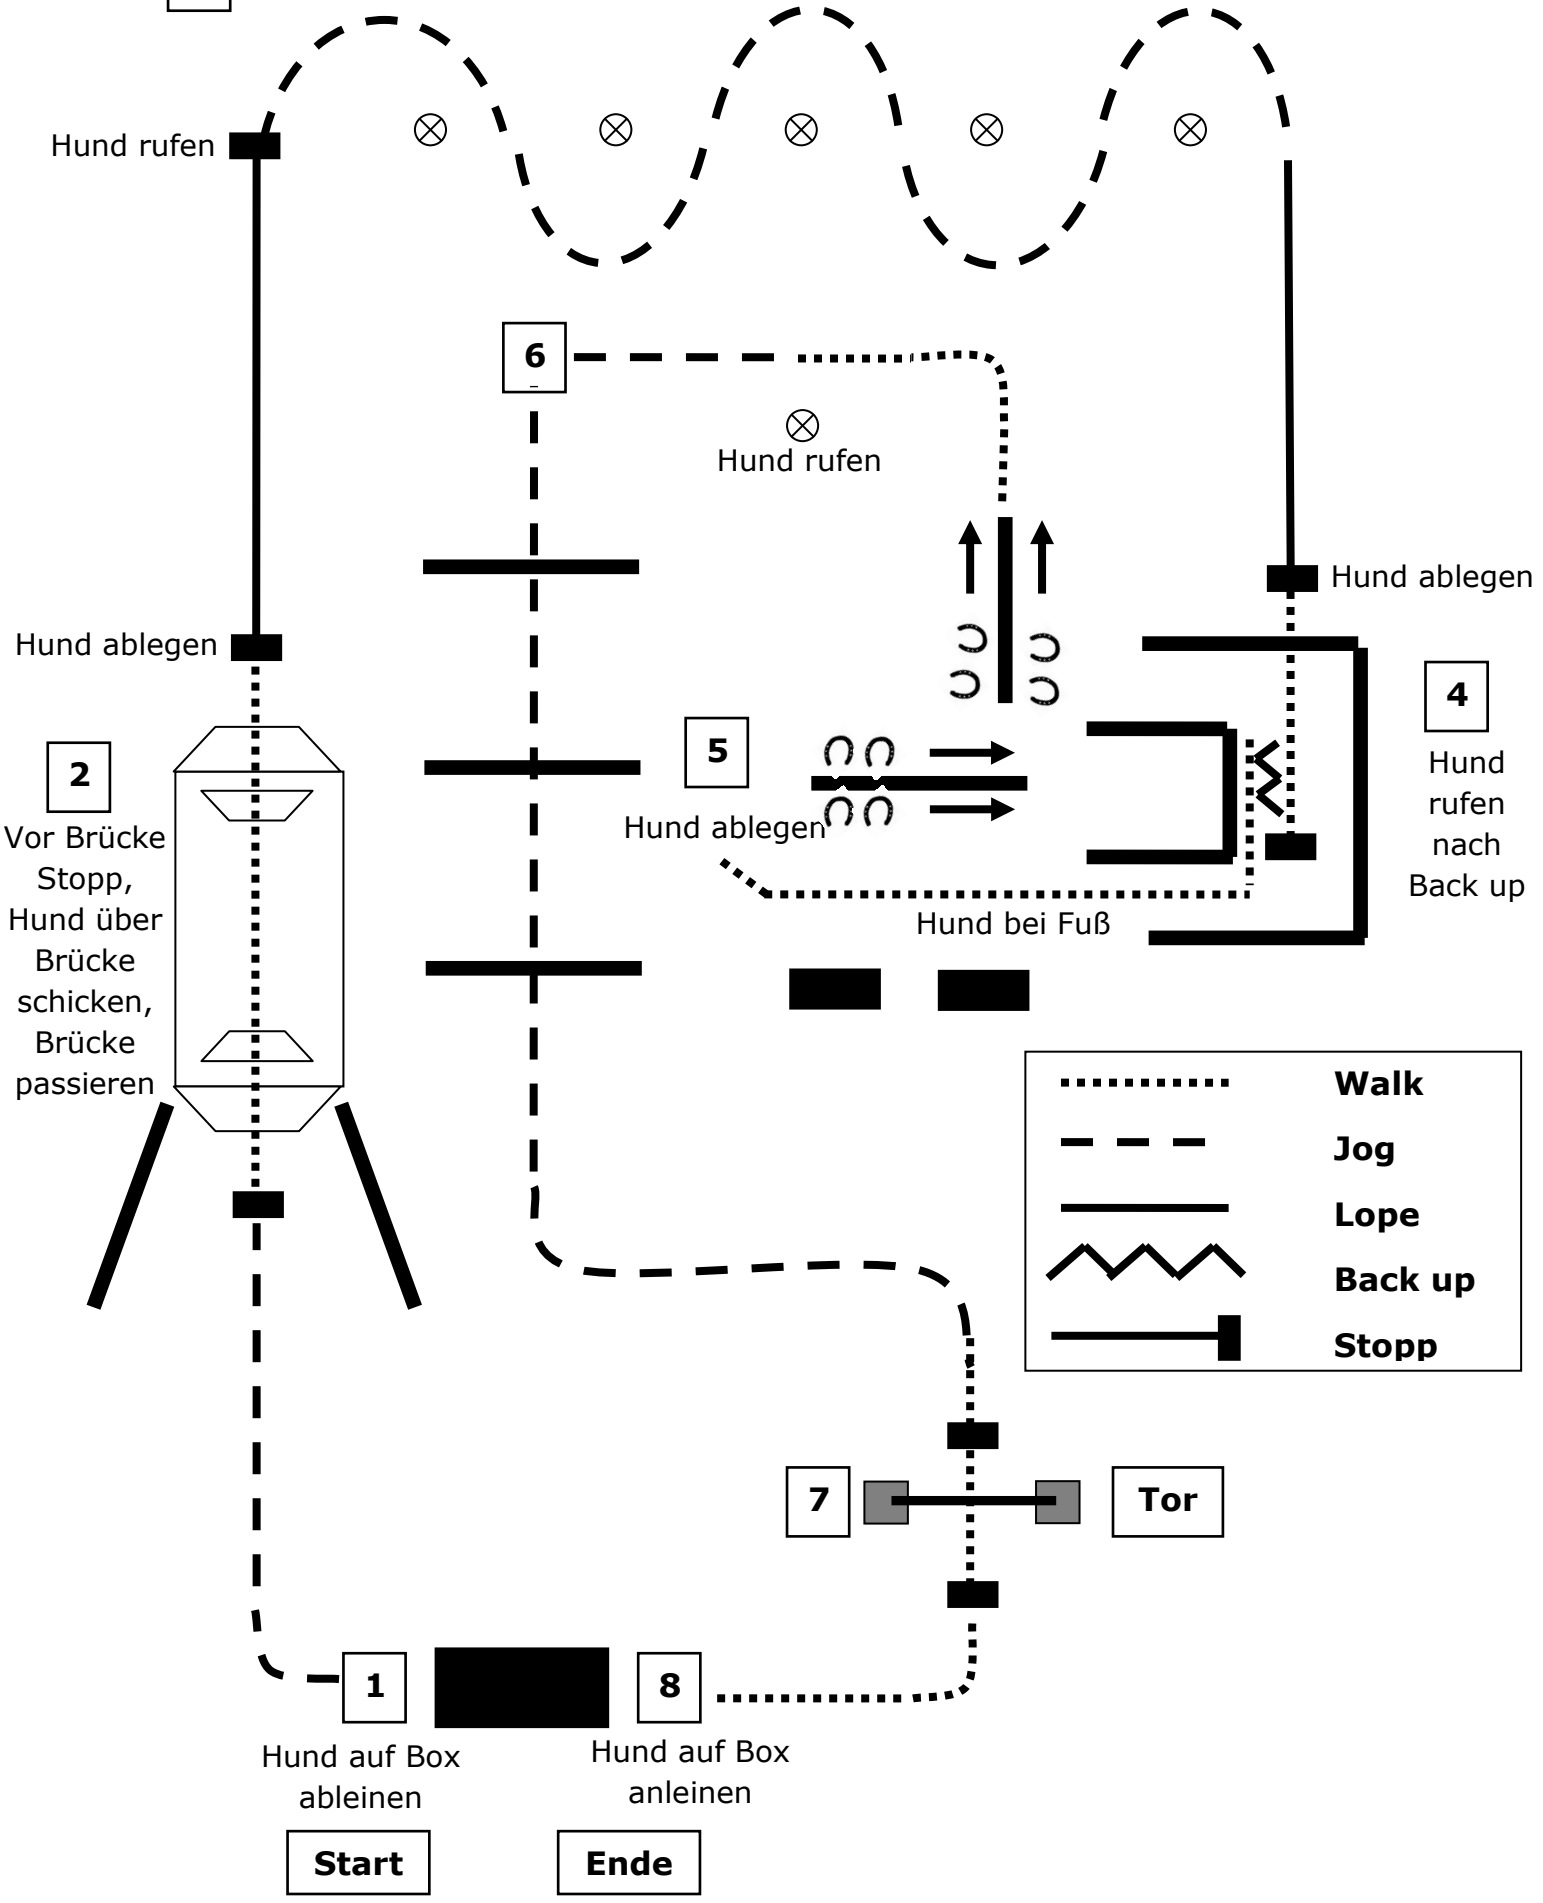 Hund rufen
6
Hund rufen
Hund ablegen
Hund ablegen
4
Hund
rufen
nach
Back up
5
Hund ablegen
2
Vor Brücke
Stopp,
Hund über
Brücke
schicken,
Brücke
passieren
Hund bei Fuß
Walk
Jog
Lope
Back up
Stopp
7
Tor
1
8
Hund auf Box
ableinen
Hund auf Box
anleinen
Start
Ende